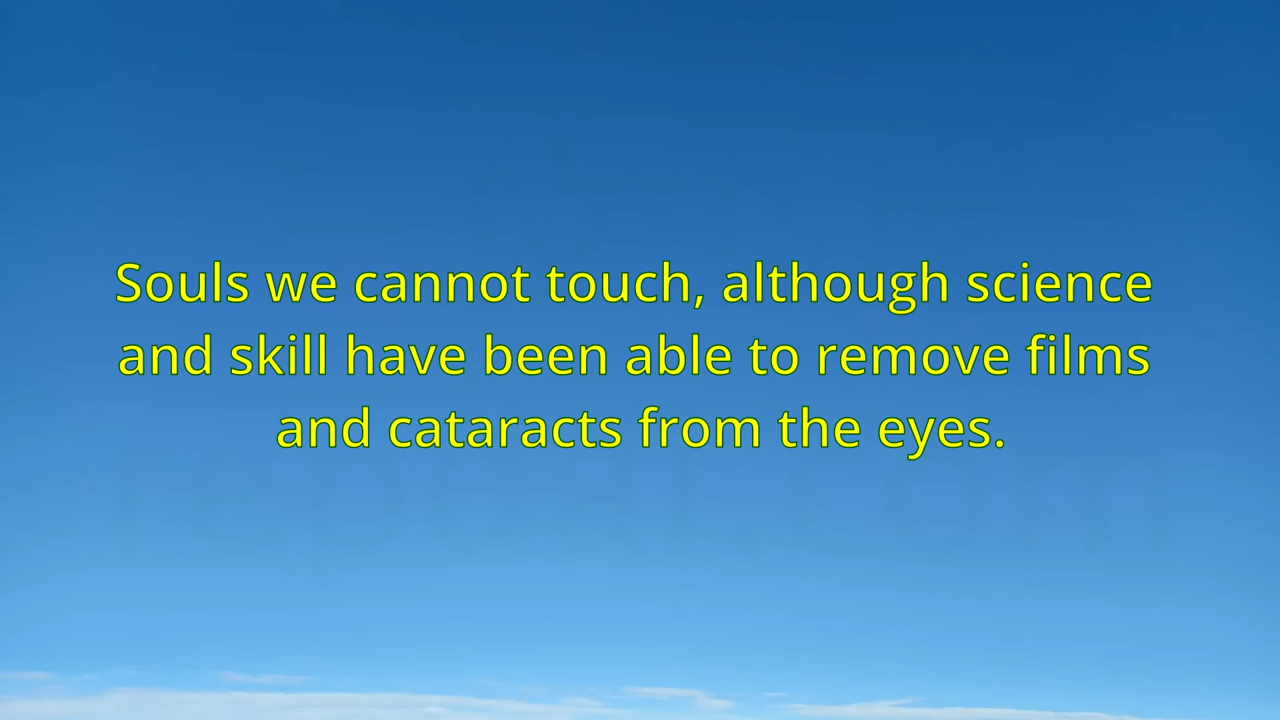 Souls we cannot touch, although science
and skill have been able to remove films
and cataracts from the eyes.